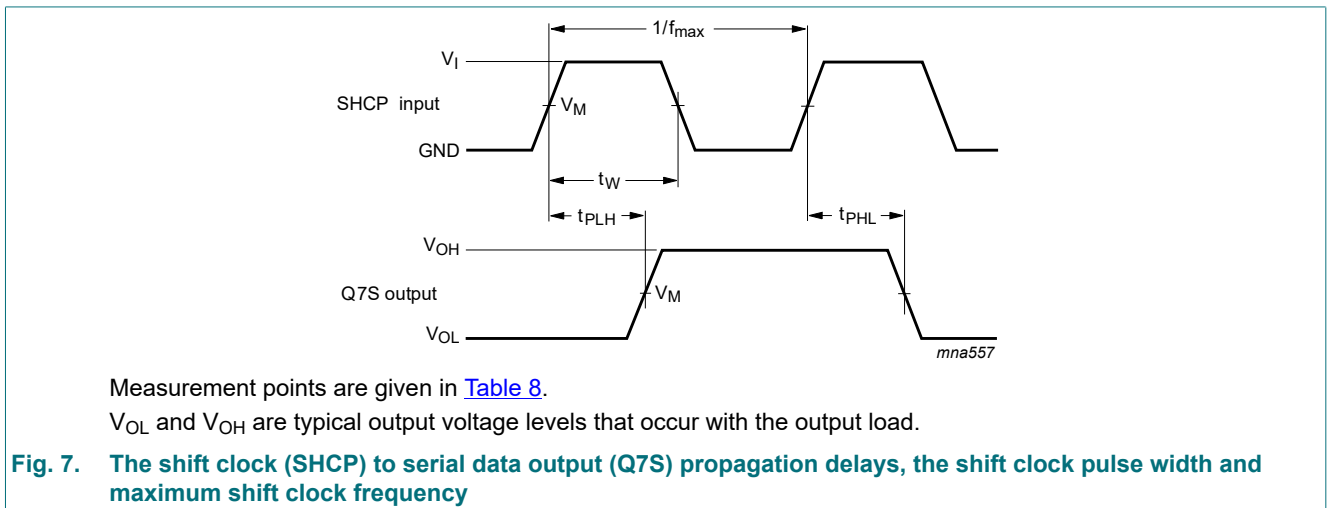 1/fmax
VI
SHCP input
VM
GND
tW
tPLH
tPHL
VOH
Q7S output
VM
VOL
mna557
Measurement points are given in Table 8.
VOL and VOH are typical output voltage levels that occur with the output load.
Fig. 7. The shift clock (SHCP) to serial data output (Q7S) propagation delays, the shift clock pulse width and
maximum shift clock frequency